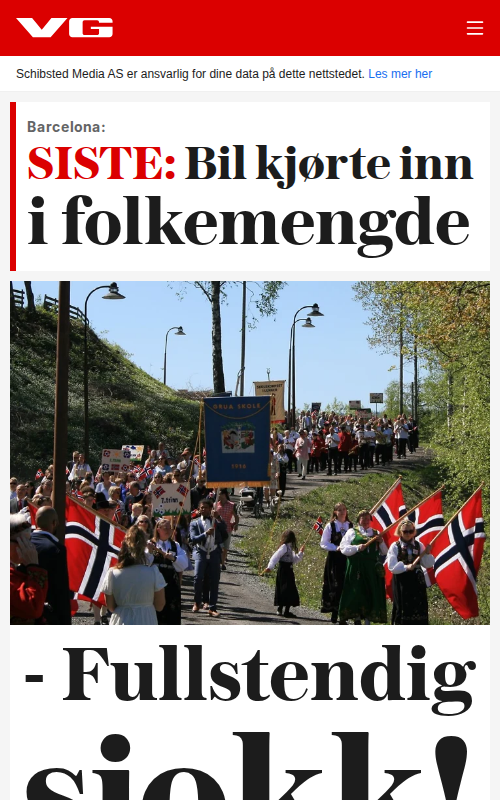 VG
Schibsted Media AS er ansvarlig for dine data på dette nettstedet. Les mer her
Barcelona:
SISTE: Bil kjørte inn
i folkemengde
- Fullstendig
sjokk!